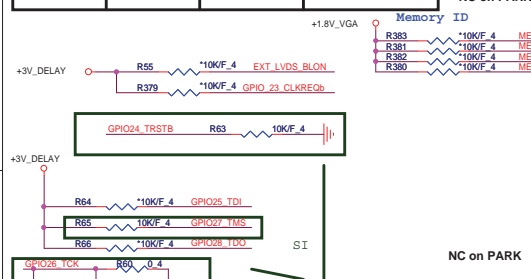 +1.8V_VGA
Memory ID
R383 *10K/F_4 ME
R381 *10K/F_4 ME
R382 *10K/F_4 ME
R380 *10K/F_4 ME
+3V_DELAY
R55 *10K/F_4 EXT_LVDS_BLON
R379 *10K/F_4 GPIO_23_CLKREQb
GPIO24_TRSTB R63 10K/F_4
+3V_DELAY
R64 *10K/F_4 GPIO25_TDI
R65 10K/F_4 GPIO27_TMS
R66 *10K/F_4 GPIO28_TDO
SI
NC on PARK
GPIO26_TCK R60 0_4